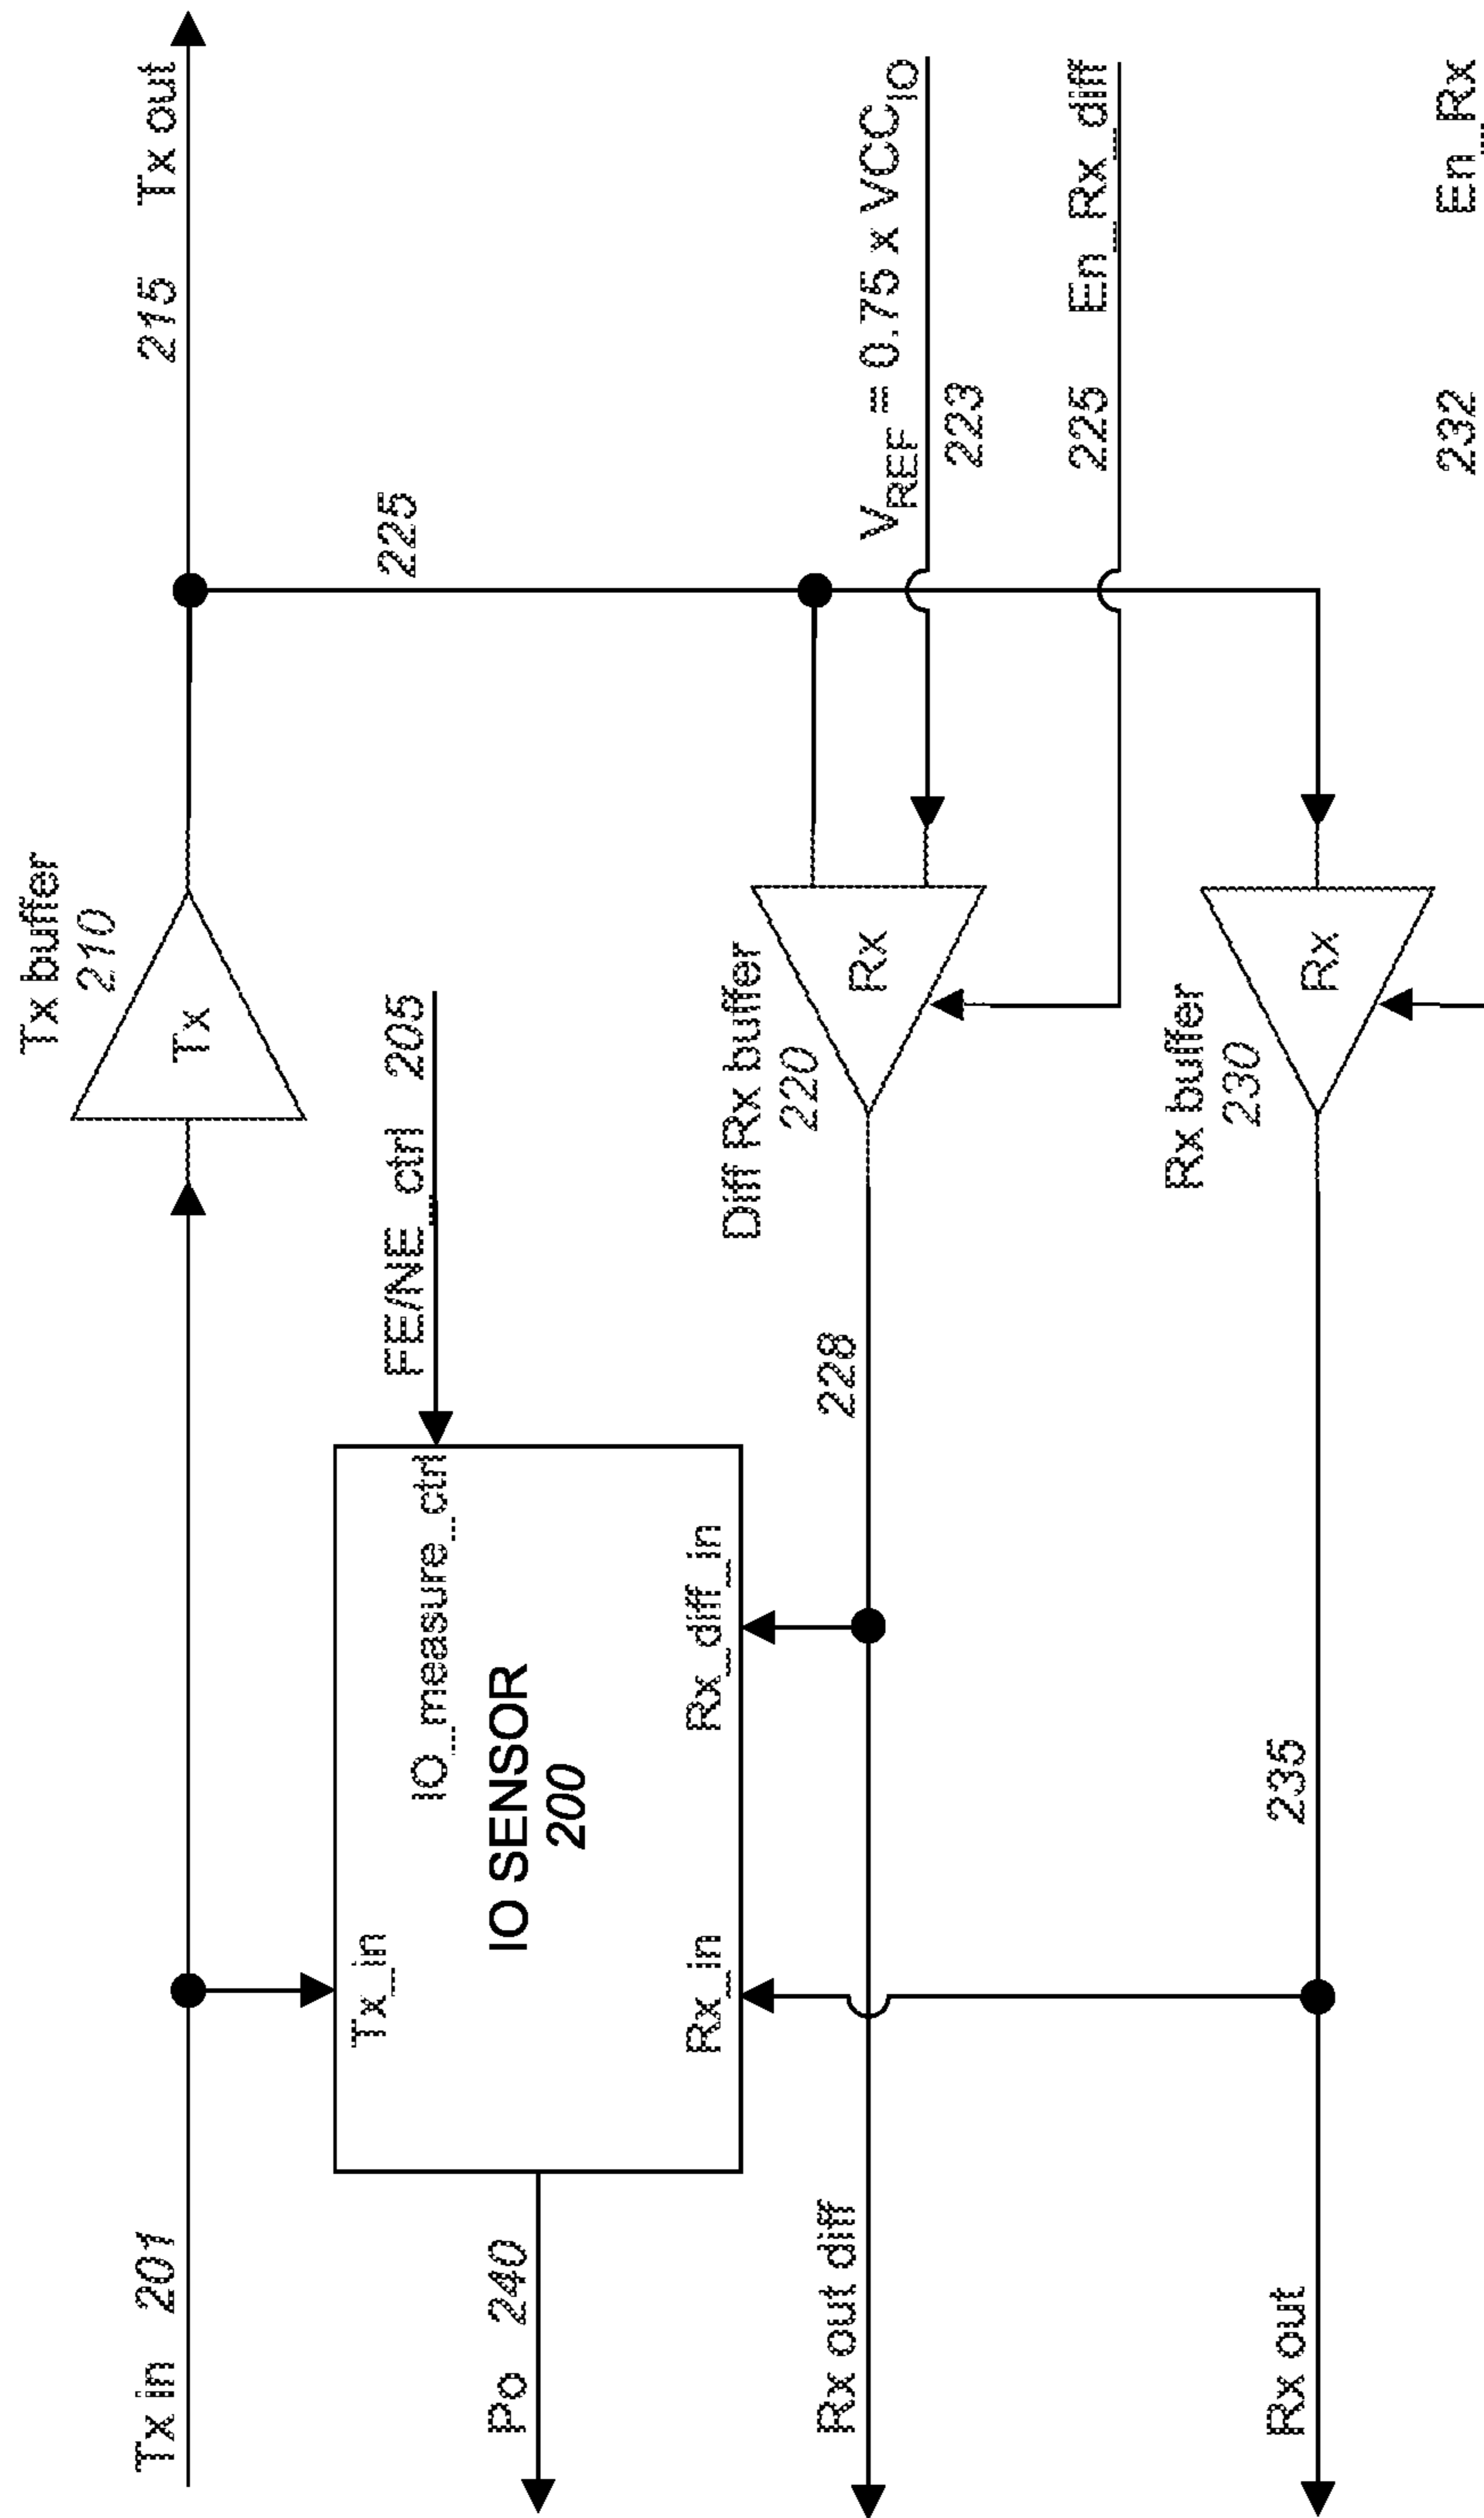 Tx buffer
210
Tx
215 Tx out
Tx in 201
225
FE/NE_ctrl 205
Tx_in
IO_measure_ctrl
IO SENSOR
200
Rx_in
Rx_diff_in
Po 240
Diff Rx buffer
220
Rx
VREF = 0.75 x VCCIO
223
225 En_Rx_diff
228
Rx out diff
Rx buffer
230
Rx
235
Rx out
232 En_Rx